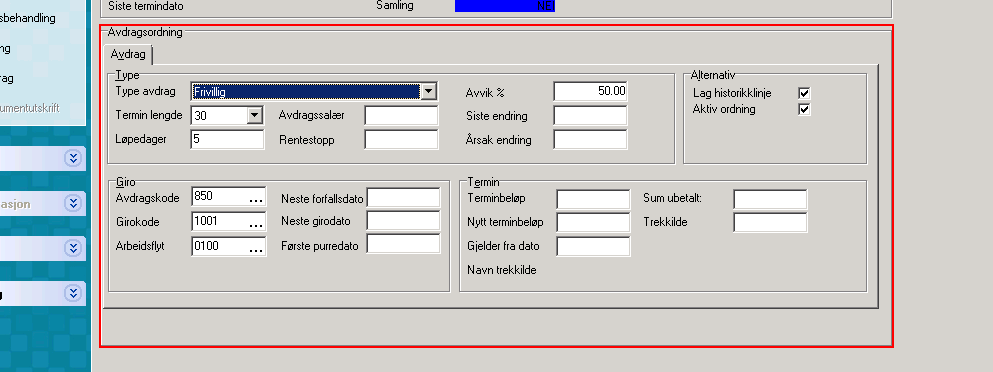 Siste termindato Samling NF
sbehandling
ng
rag
umentutskrift
asjon
g
Avdragsordning
Avdrag
Type
Type avdrag Frivillig Avvik % 50.00
Termin lengde 30 Avdragssalær Siste endring
Løpedager 5 Rentestopp Årsak endring
Alternativ
Lag historikklinje
Aktiv ordning
Giro
Avdragskode 850 ... Neste forfallsdato
Girokode 1001 ... Neste girodato
Arbeidsflyt 0100 ... Første purredato
Termin
Terminbeløp Sum ubetalt:
Nytt terminbeløp Trekkilde
Gjelder fra dato
Navn trekkilde